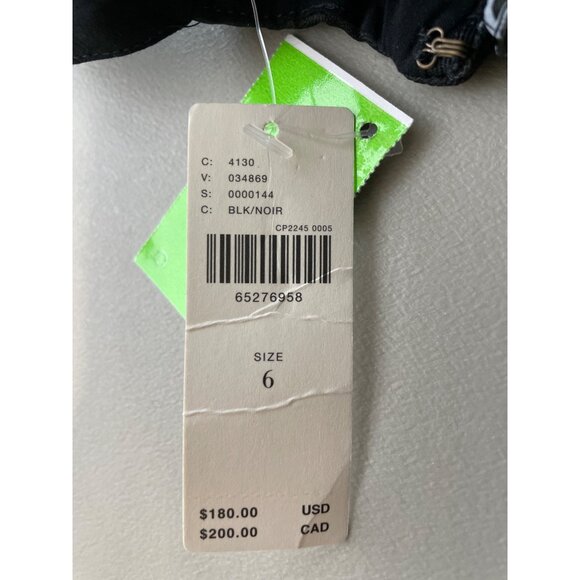 C: 4130
V: 034869
S: 0000144
C: BLK/NOIR
CP2245 0005
65276958
SIZE
6
$180.00 USD
$200.00 CAD